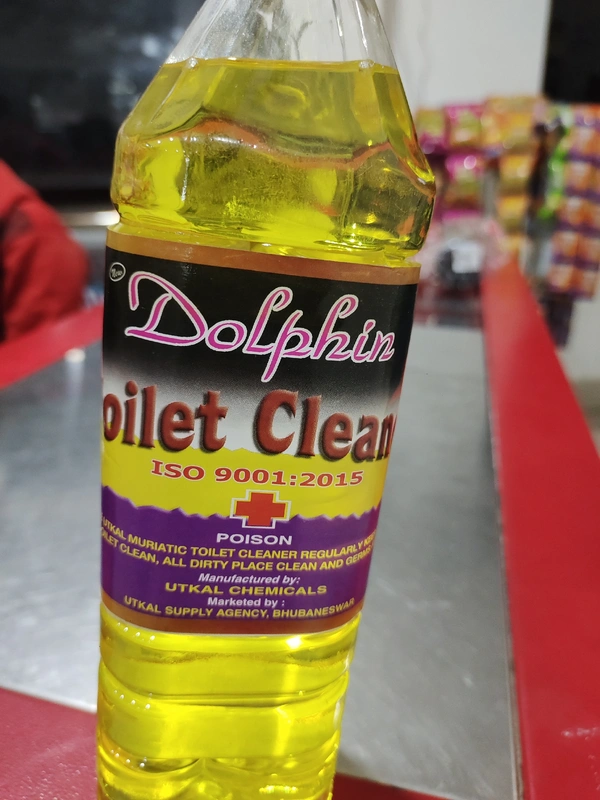 Dolphin
oilet Clean
ISO 9001:2015
POISON
UTKAL MURIATIC TOILET CLEANER REGULARLY
CLEAN, ALL DIRTY PLACE CLEAN AND GERM
Manufactured by:
UTKAL CHEMICALS
Marketed by :
UTKAL SUPPLY AGENCY, BHUBANESWAR